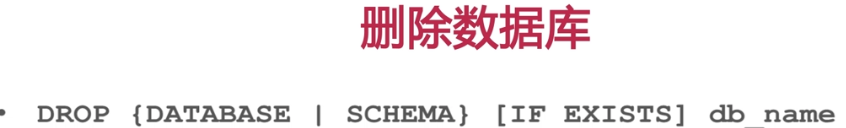 删除数据库
• DROP {DATABASE | SCHEMA} [IF EXISTS] db_name